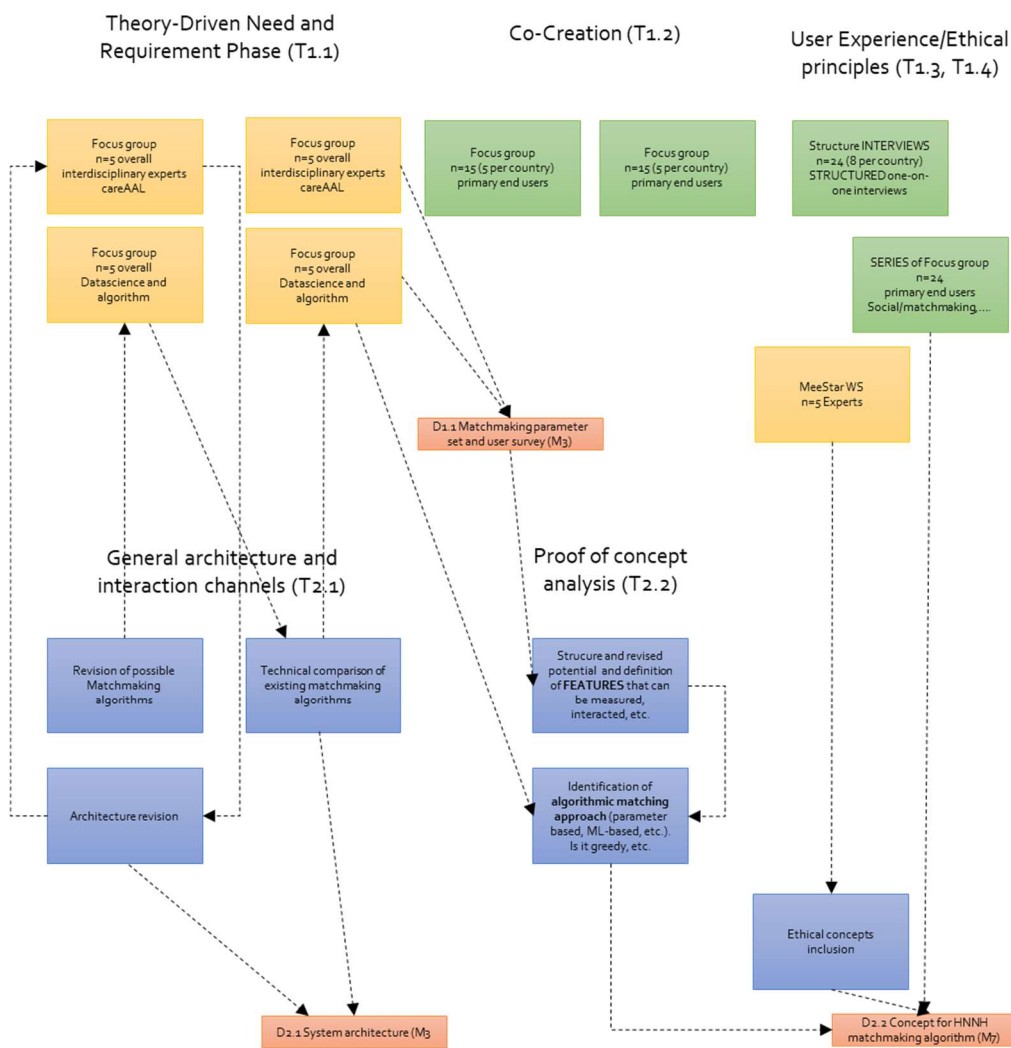 Theory-Driven Need and
Requirement Phase (T1.1)
Co-Creation (T1.2)
User Experience/Ethical
principles (T1.3, T1.4)
Focus group
n=5 overall
interdisciplinary experts
careAAL
Focus group
n=5 overall
interdisciplinary experts
careAAL
Focus group
n=15 (5 per country)
primary end users
Focus group
n=15 (5 per country)
primary end users
Structure INTERVIEWS
n=24 (8 per country)
STRUCTURED one-on-
one interviews
Focus group
n=5 overall
Datascience and
algorithm
Focus group
n=5 overall
Datascience and
algorithm
SERIES of Focus group
n=24
primary end users
Social/matchmaking,....
MeeStar WS
n=5 Experts
D1.1 Matchmaking parameter
set and user survey (M3)
General architecture and
interaction channels (T2.1)
Proof of concept
analysis (T2.2)
Revision of possible
Matchmaking
algorithms
Technical comparison of
existing matchmaking
algorithms
Strucure and revised
potential and definition
of FEATURES that can
be measured,
interacted, etc.
Architecture revision
Identification of
algorithmic matching
approach (parameter
based, ML-based, etc.).
Is it greedy, etc.
Ethical concepts
inclusion
D2.1 System architecture (M3
D2.2 Concept for HNNH
matchmaking algorithm (M7)